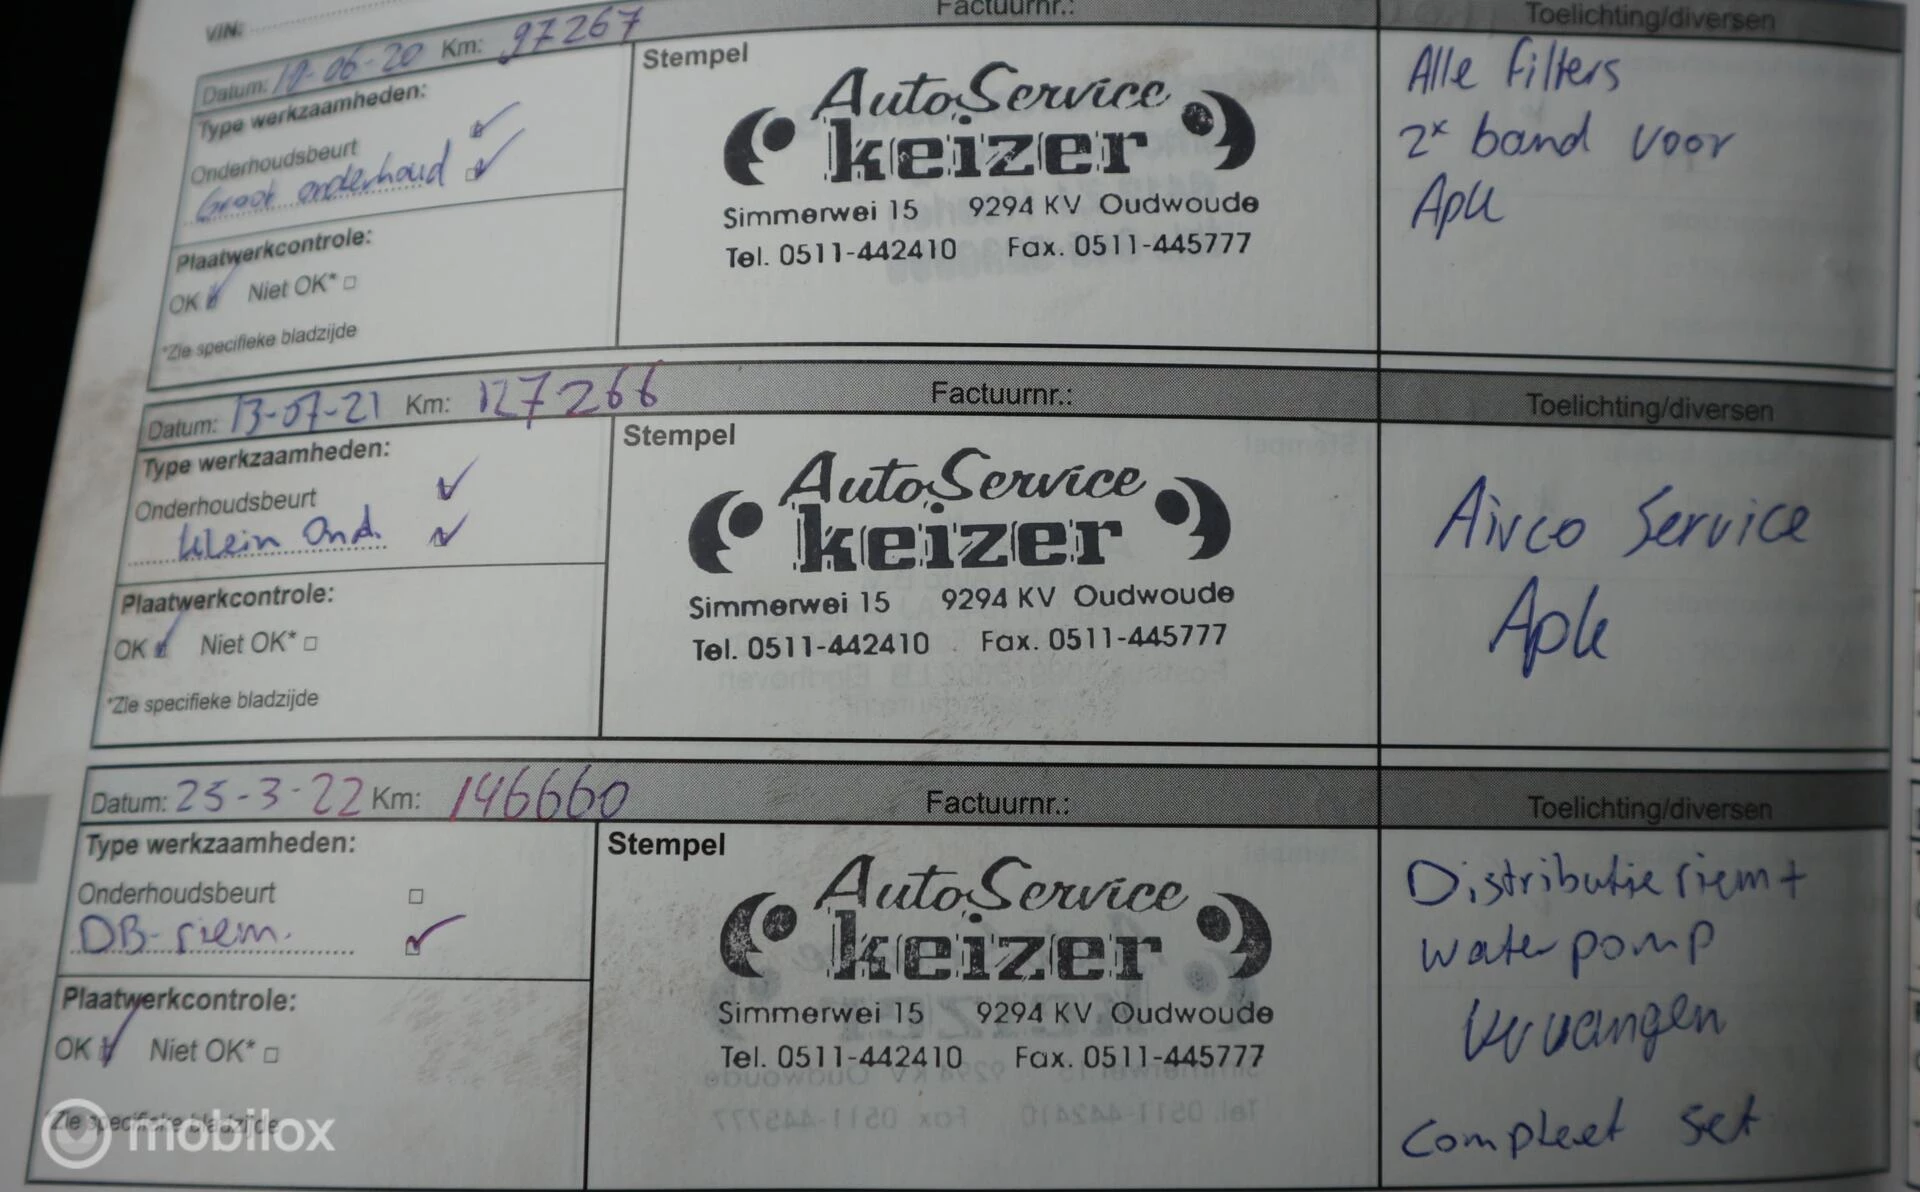 VIN:
Datum: 19-06-20 Km: 97267 Factuurnr.: Toelichting/diversen
Type werkzaamheden:
Onderhoudsbeurt
Groot onderhoud
Plaatwerkcontrole:
OK Niet OK*
*Zie specifieke bladzijde
Stempel
AutoService
keizer
Simmerwei 15 9294 KV Oudwoude
Tel. 0511-442410 Fax. 0511-445777
Alle Filters
2x band voor
Apk
Datum: 13-07-21 Km: 127266 Factuurnr.: Toelichting/diversen
Type werkzaamheden:
Onderhoudsbeurt
klein Ond.
Plaatwerkcontrole:
OK Niet OK*
*Zie specifieke bladzijde
Stempel
AutoService
keizer
Simmerwei 15 9294 KV Oudwoude
Tel. 0511-442410 Fax. 0511-445777
Airco Service
Apk
Datum: 25-3-22 Km: 146660 Factuurnr.: Toelichting/diversen
Type werkzaamheden:
Onderhoudsbeurt
DB-riem.
Plaatwerkcontrole:
OK Niet OK*
Zie specifieke bladzijde
Stempel
AutoService
keizer
Simmerwei 15 9294 KV Oudwoude
Tel. 0511-442410 Fax. 0511-445777
Distributie riem +
waterpomp
vervangen
compleet set
mobilox